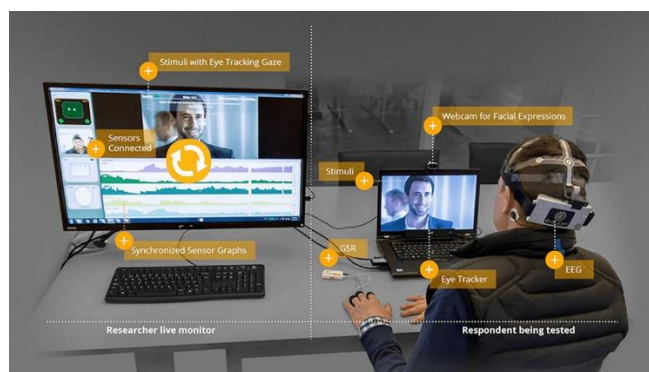 Stimuli with Eye Tracking Gaze
Webcam for Facial Expressions
Sensors
Connected
Stimuli
Synchronized Sensor Graphs
GSR
Eye Tracker
EEG
Researcher live monitor
Respondent being tested